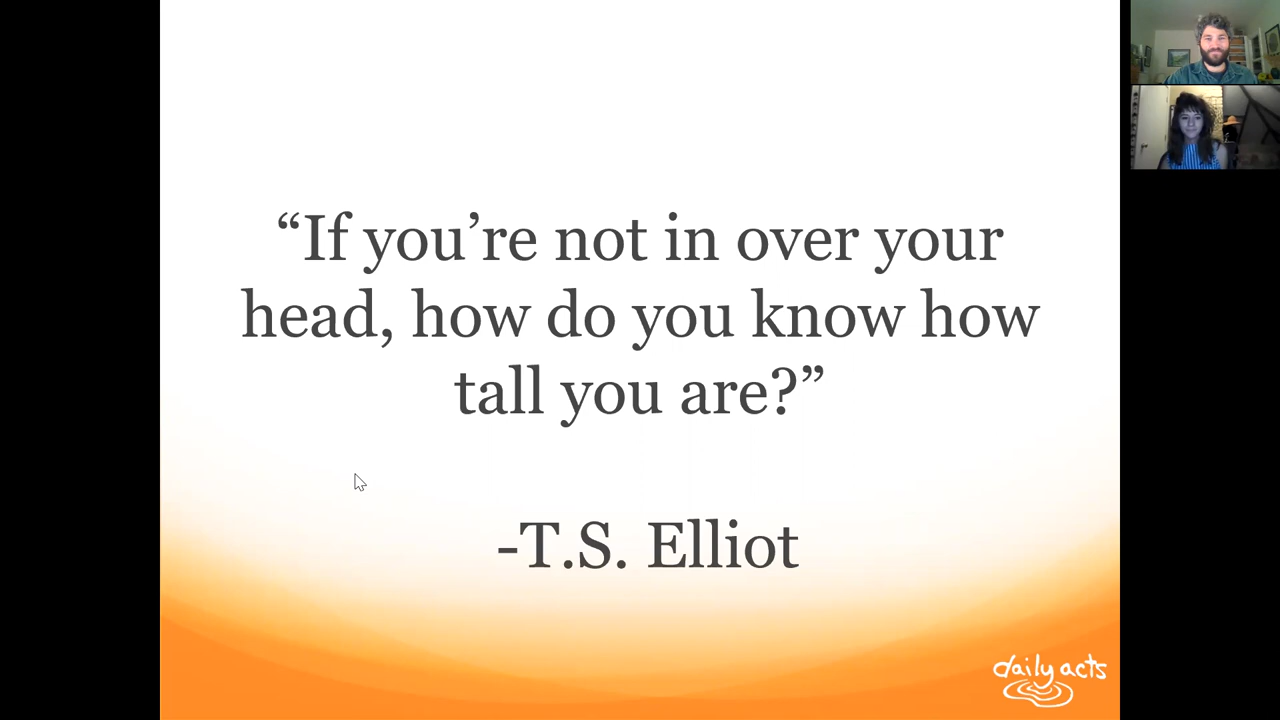 “If you’re not in over your
head, how do you know how
tall you are?”
-T.S. Elliot
daily acts